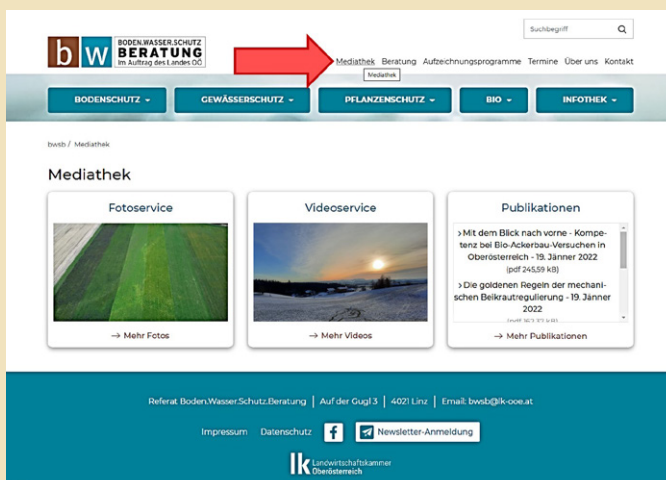 Suchbegriff
bw BODEN.WASSER.SCHUTZ
BERATUNG
Im Auftrag des Landes OÖ
Mediathek Beratung Aufzeichnungsprogramme Termine Über uns Kontakt
Mediathek
BODENSCHUTZ GEWÄSSERSCHUTZ PFLANZENSCHUTZ BIO INFOTHEK
bwsb / Mediathek
Mediathek
Fotoservice
→ Mehr Fotos
Videoservice
→ Mehr Videos
Publikationen
› Mit dem Blick nach vorne - Kompe-
tenz bei Bio-Ackerbau-Versuchen in
Oberösterreich - 19. Jänner 2022
(pdf 245,59 kB)
› Die goldenen Regeln der mechani-
schen Beikrautregulierung - 19. Jänner
2022
→ Mehr Publikationen
Referat Boden.Wasser.Schutz.Beratung | Auf der Gugl 3 | 4021 Linz | Email: bwsb@lk-ooe.at
Impressum Datenschutz f Newsletter-Anmeldung
lk Landwirtschaftskammer
Oberösterreich